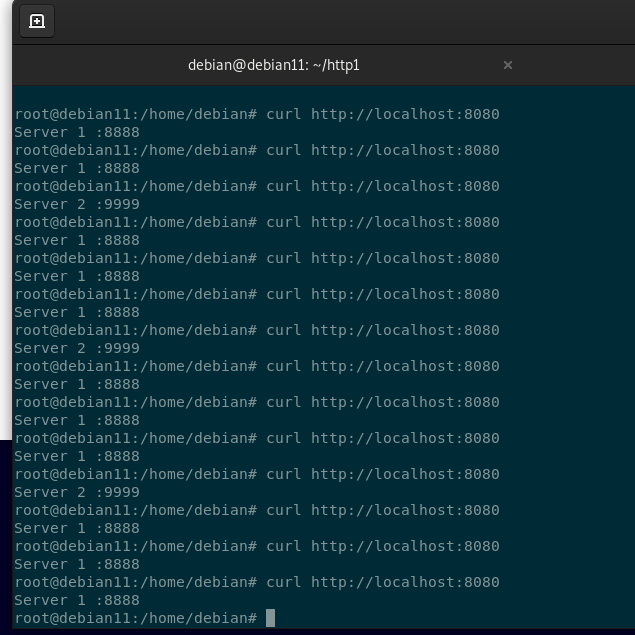 debian@debian11: ~/http1 ×
root@debian11:/home/debian# curl http://localhost:8080
Server 1 :8888
root@debian11:/home/debian# curl http://localhost:8080
Server 1 :8888
root@debian11:/home/debian# curl http://localhost:8080
Server 2 :9999
root@debian11:/home/debian# curl http://localhost:8080
Server 1 :8888
root@debian11:/home/debian# curl http://localhost:8080
Server 1 :8888
root@debian11:/home/debian# curl http://localhost:8080
Server 1 :8888
root@debian11:/home/debian# curl http://localhost:8080
Server 2 :9999
root@debian11:/home/debian# curl http://localhost:8080
Server 1 :8888
root@debian11:/home/debian# curl http://localhost:8080
Server 1 :8888
root@debian11:/home/debian# curl http://localhost:8080
Server 1 :8888
root@debian11:/home/debian# curl http://localhost:8080
Server 2 :9999
root@debian11:/home/debian# curl http://localhost:8080
Server 1 :8888
root@debian11:/home/debian# curl http://localhost:8080
Server 1 :8888
root@debian11:/home/debian# curl http://localhost:8080
Server 1 :8888
root@debian11:/home/debian#